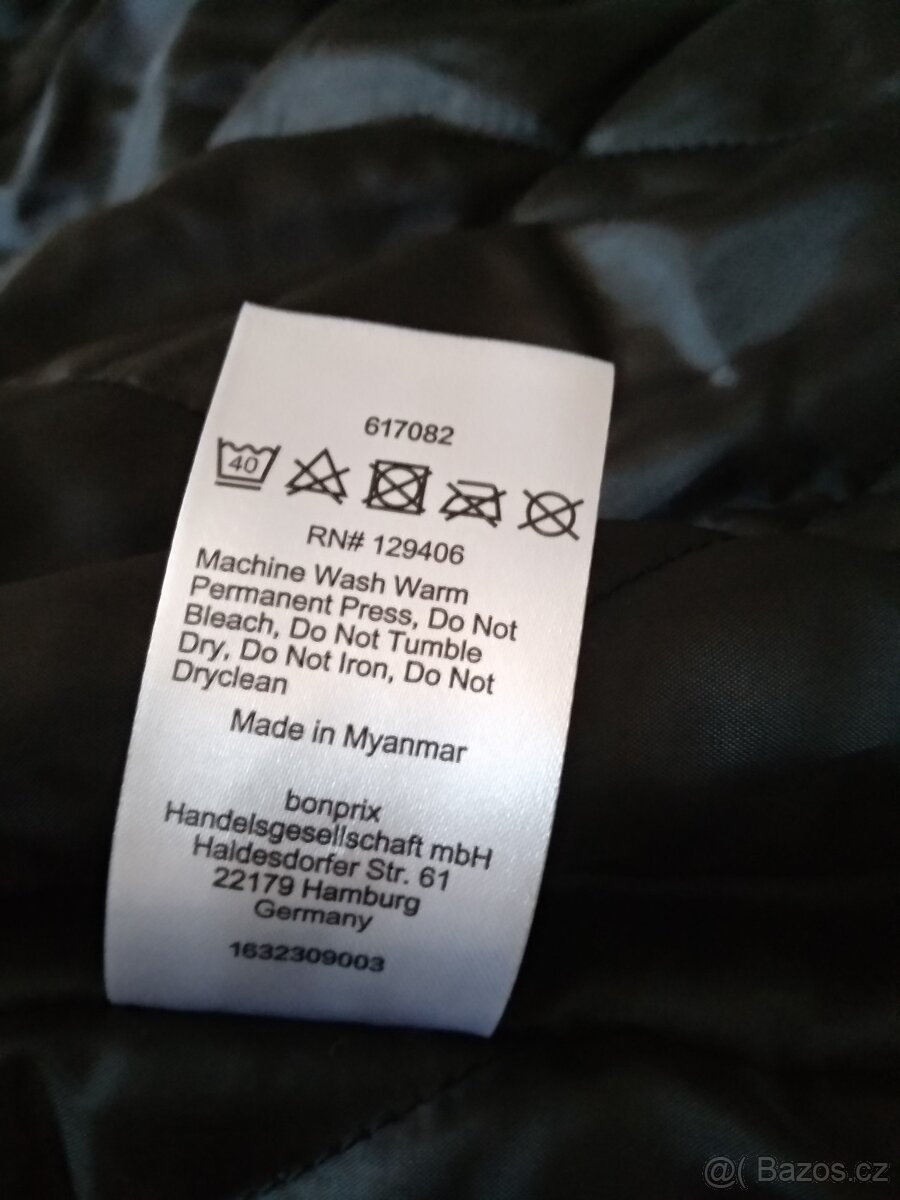 617082
40
RN# 129406
Machine Wash Warm
Permanent Press, Do Not
Bleach, Do Not Tumble
Dry, Do Not Iron, Do Not
Dryclean
Made in Myanmar
bonprix
Handelsgesellschaft mbH
Haldesdorfer Str. 61
22179 Hamburg
Germany
1632309003
@( Bazos.cz